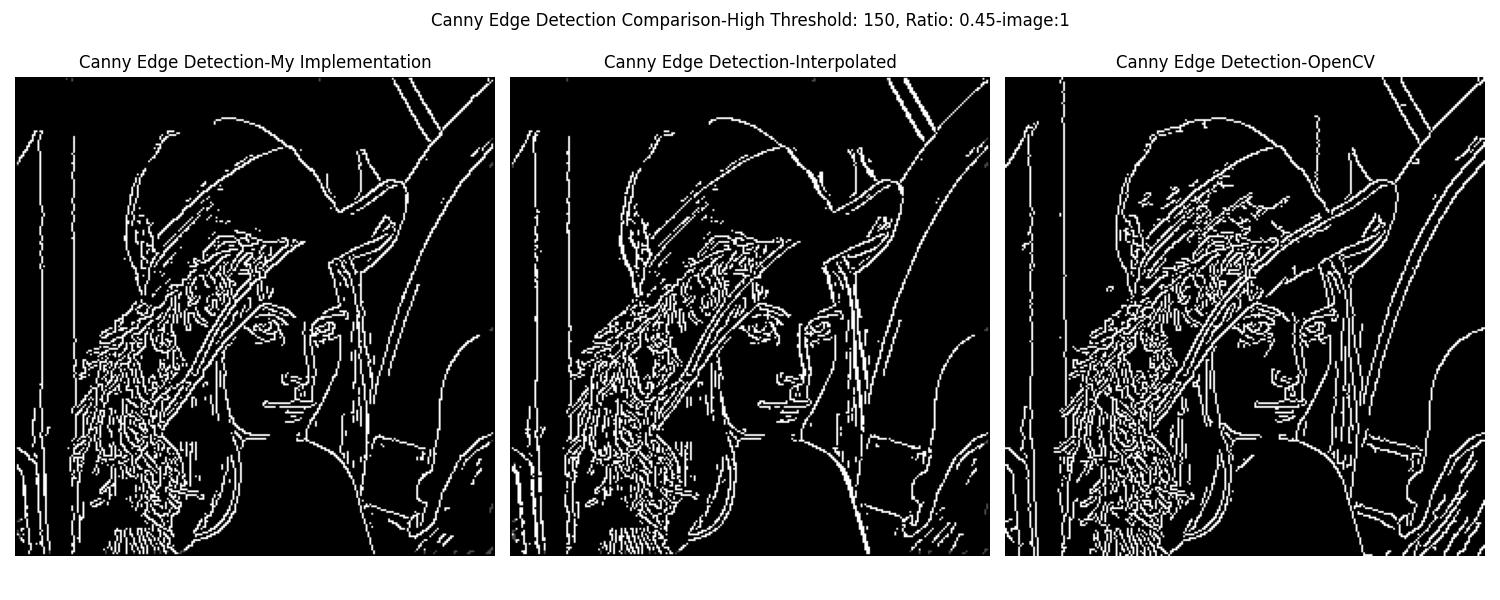 Canny Edge Detection Comparison-High Threshold: 150, Ratio: 0.45-image:1
Canny Edge Detection-My Implementation
Canny Edge Detection-Interpolated
Canny Edge Detection-OpenCV